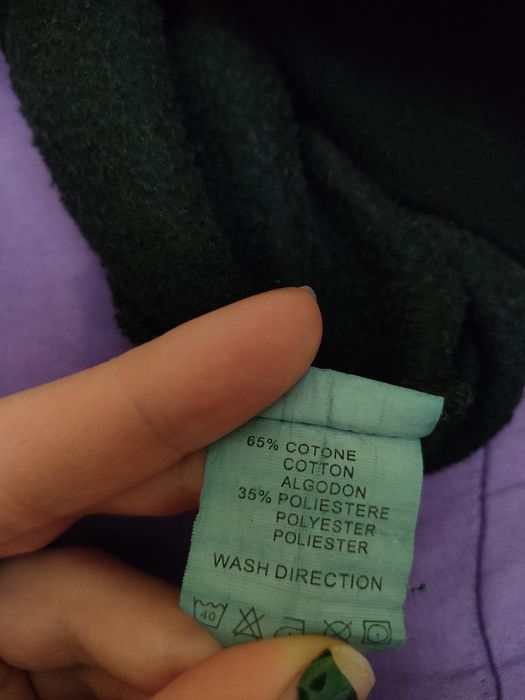 65% COTONE
COTTON
ALGODON
35% POLIESTERE
POLYESTER
POLIESTER
WASH DIRECTION
40